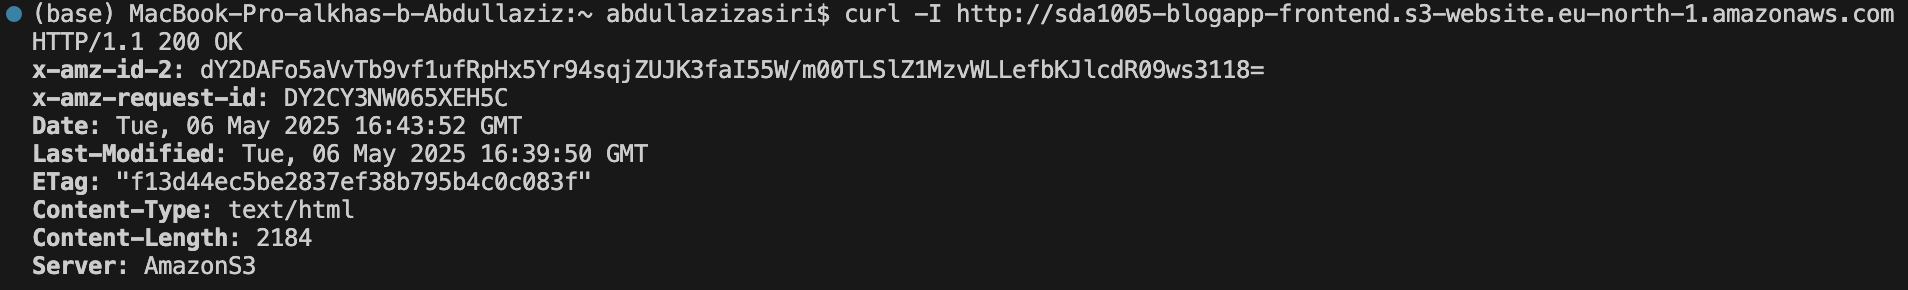 (base) MacBook-Pro-alkhas-b-Abdullaziz:~ abdullazizasiri$ curl -I http://sda1005-blogapp-frontend.s3-website.eu-north-1.amazonaws.com
HTTP/1.1 200 OK
x-amz-id-2: dY2DAFo5aVvTb9vf1ufRpHx5Yr94sqjZUJK3faI55W/m00TLSlZ1MzvWLLefbKJlcdR09ws3118=
x-amz-request-id: DY2CY3NW065XEH5C
Date: Tue, 06 May 2025 16:43:52 GMT
Last-Modified: Tue, 06 May 2025 16:39:50 GMT
ETag: "f13d44ec5be2837ef38b795b4c0c083f"
Content-Type: text/html
Content-Length: 2184
Server: AmazonS3